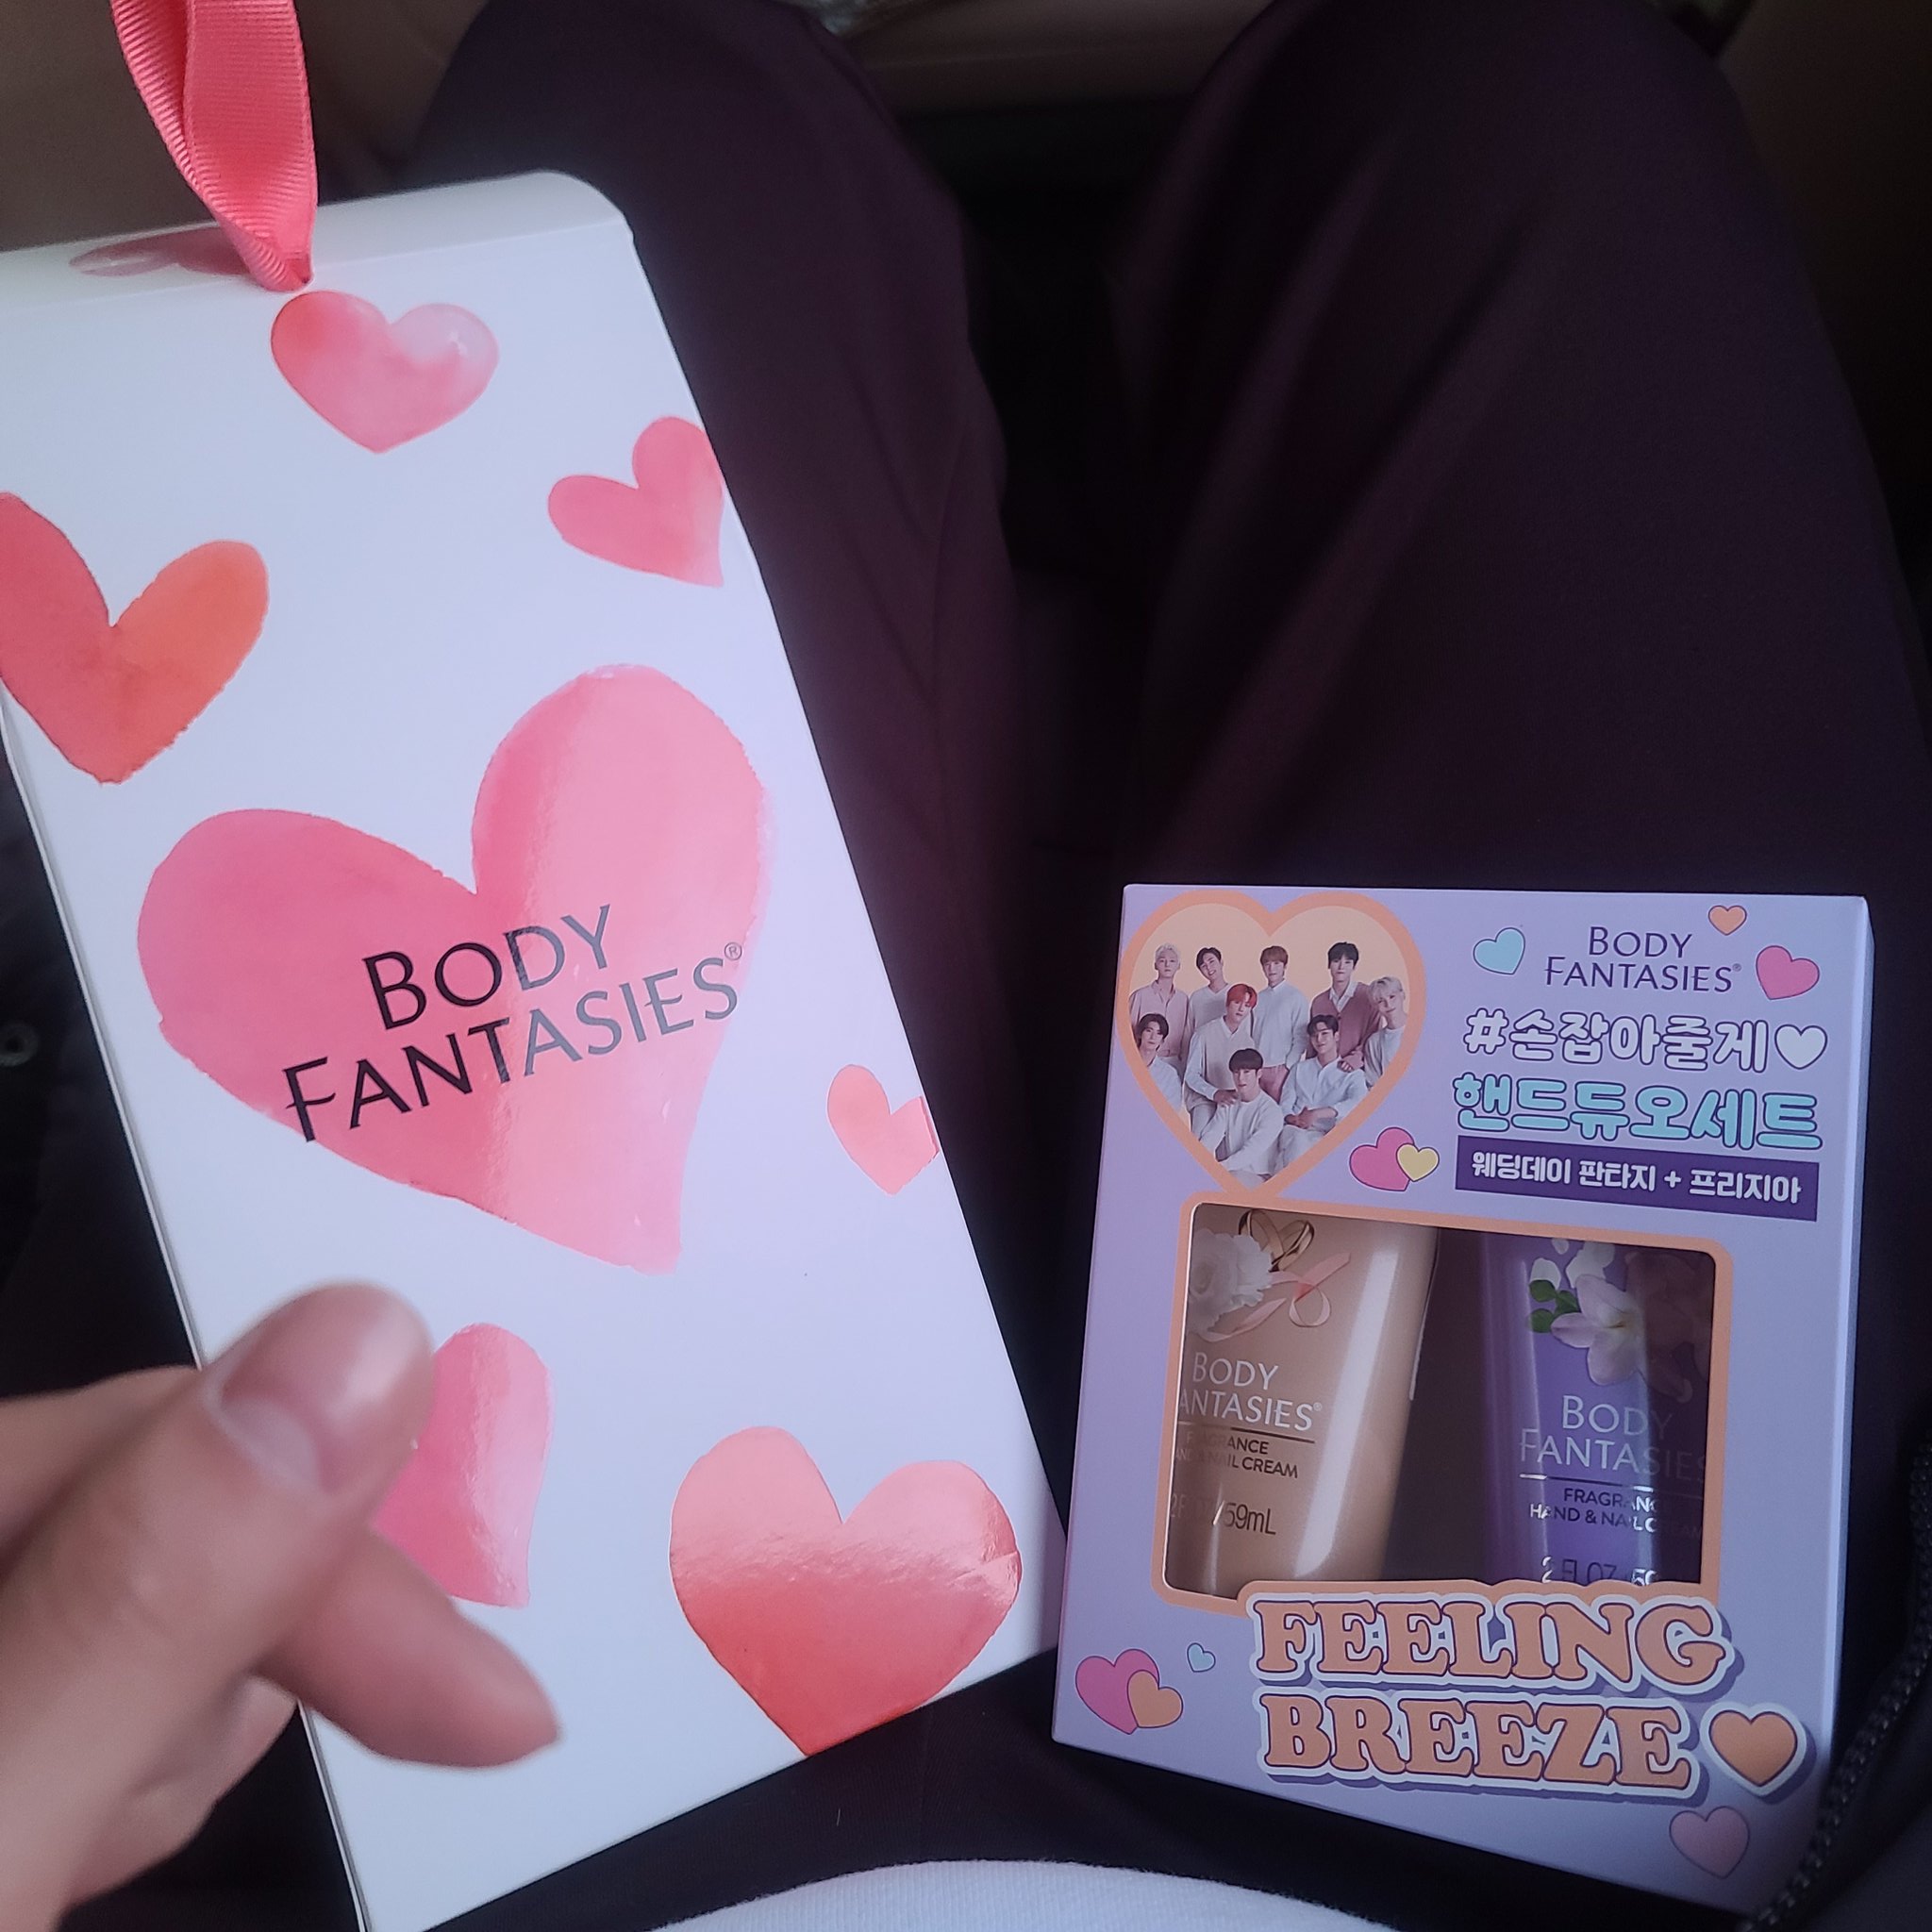 BODY
FANTASIES®
BODY
FANTASIES®
#손잡아줄게♡
핸드듀오세트
웨딩데이 판타지 + 프리지아
BODY
ANTASIES®
NAIL CREAM
59mL
BODY
FANTASIES
FRAGRANC
HAND & NAIL CREAM
2 FL OZ
FEELING
BREEZE